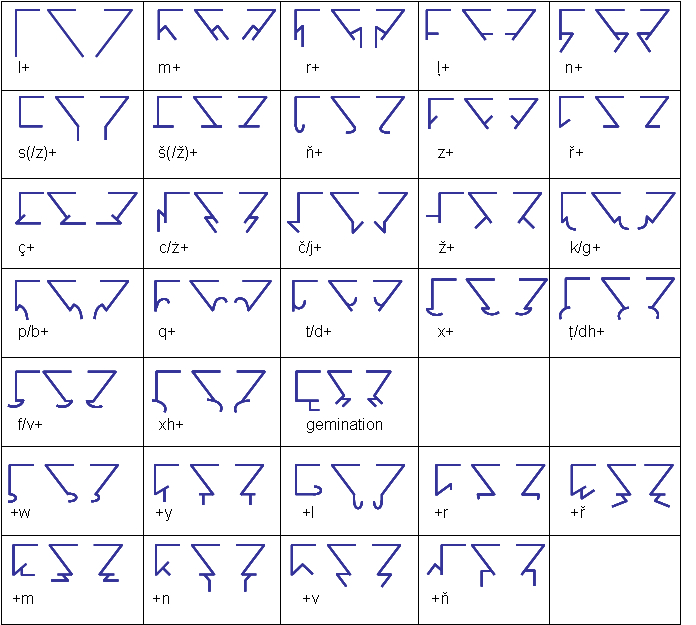 l+ m+ r+ ļ+ n+
s(/z)+ š(/ž)+ ň+ z+ ř+
ç+ c/ż+ č/j+ ž+ k/g+
p/b+ q+ t/d+ x+ ţ/dh+
f/v+ xh+ gemination
+w +y +l +r +ř
+m +n +v +ň